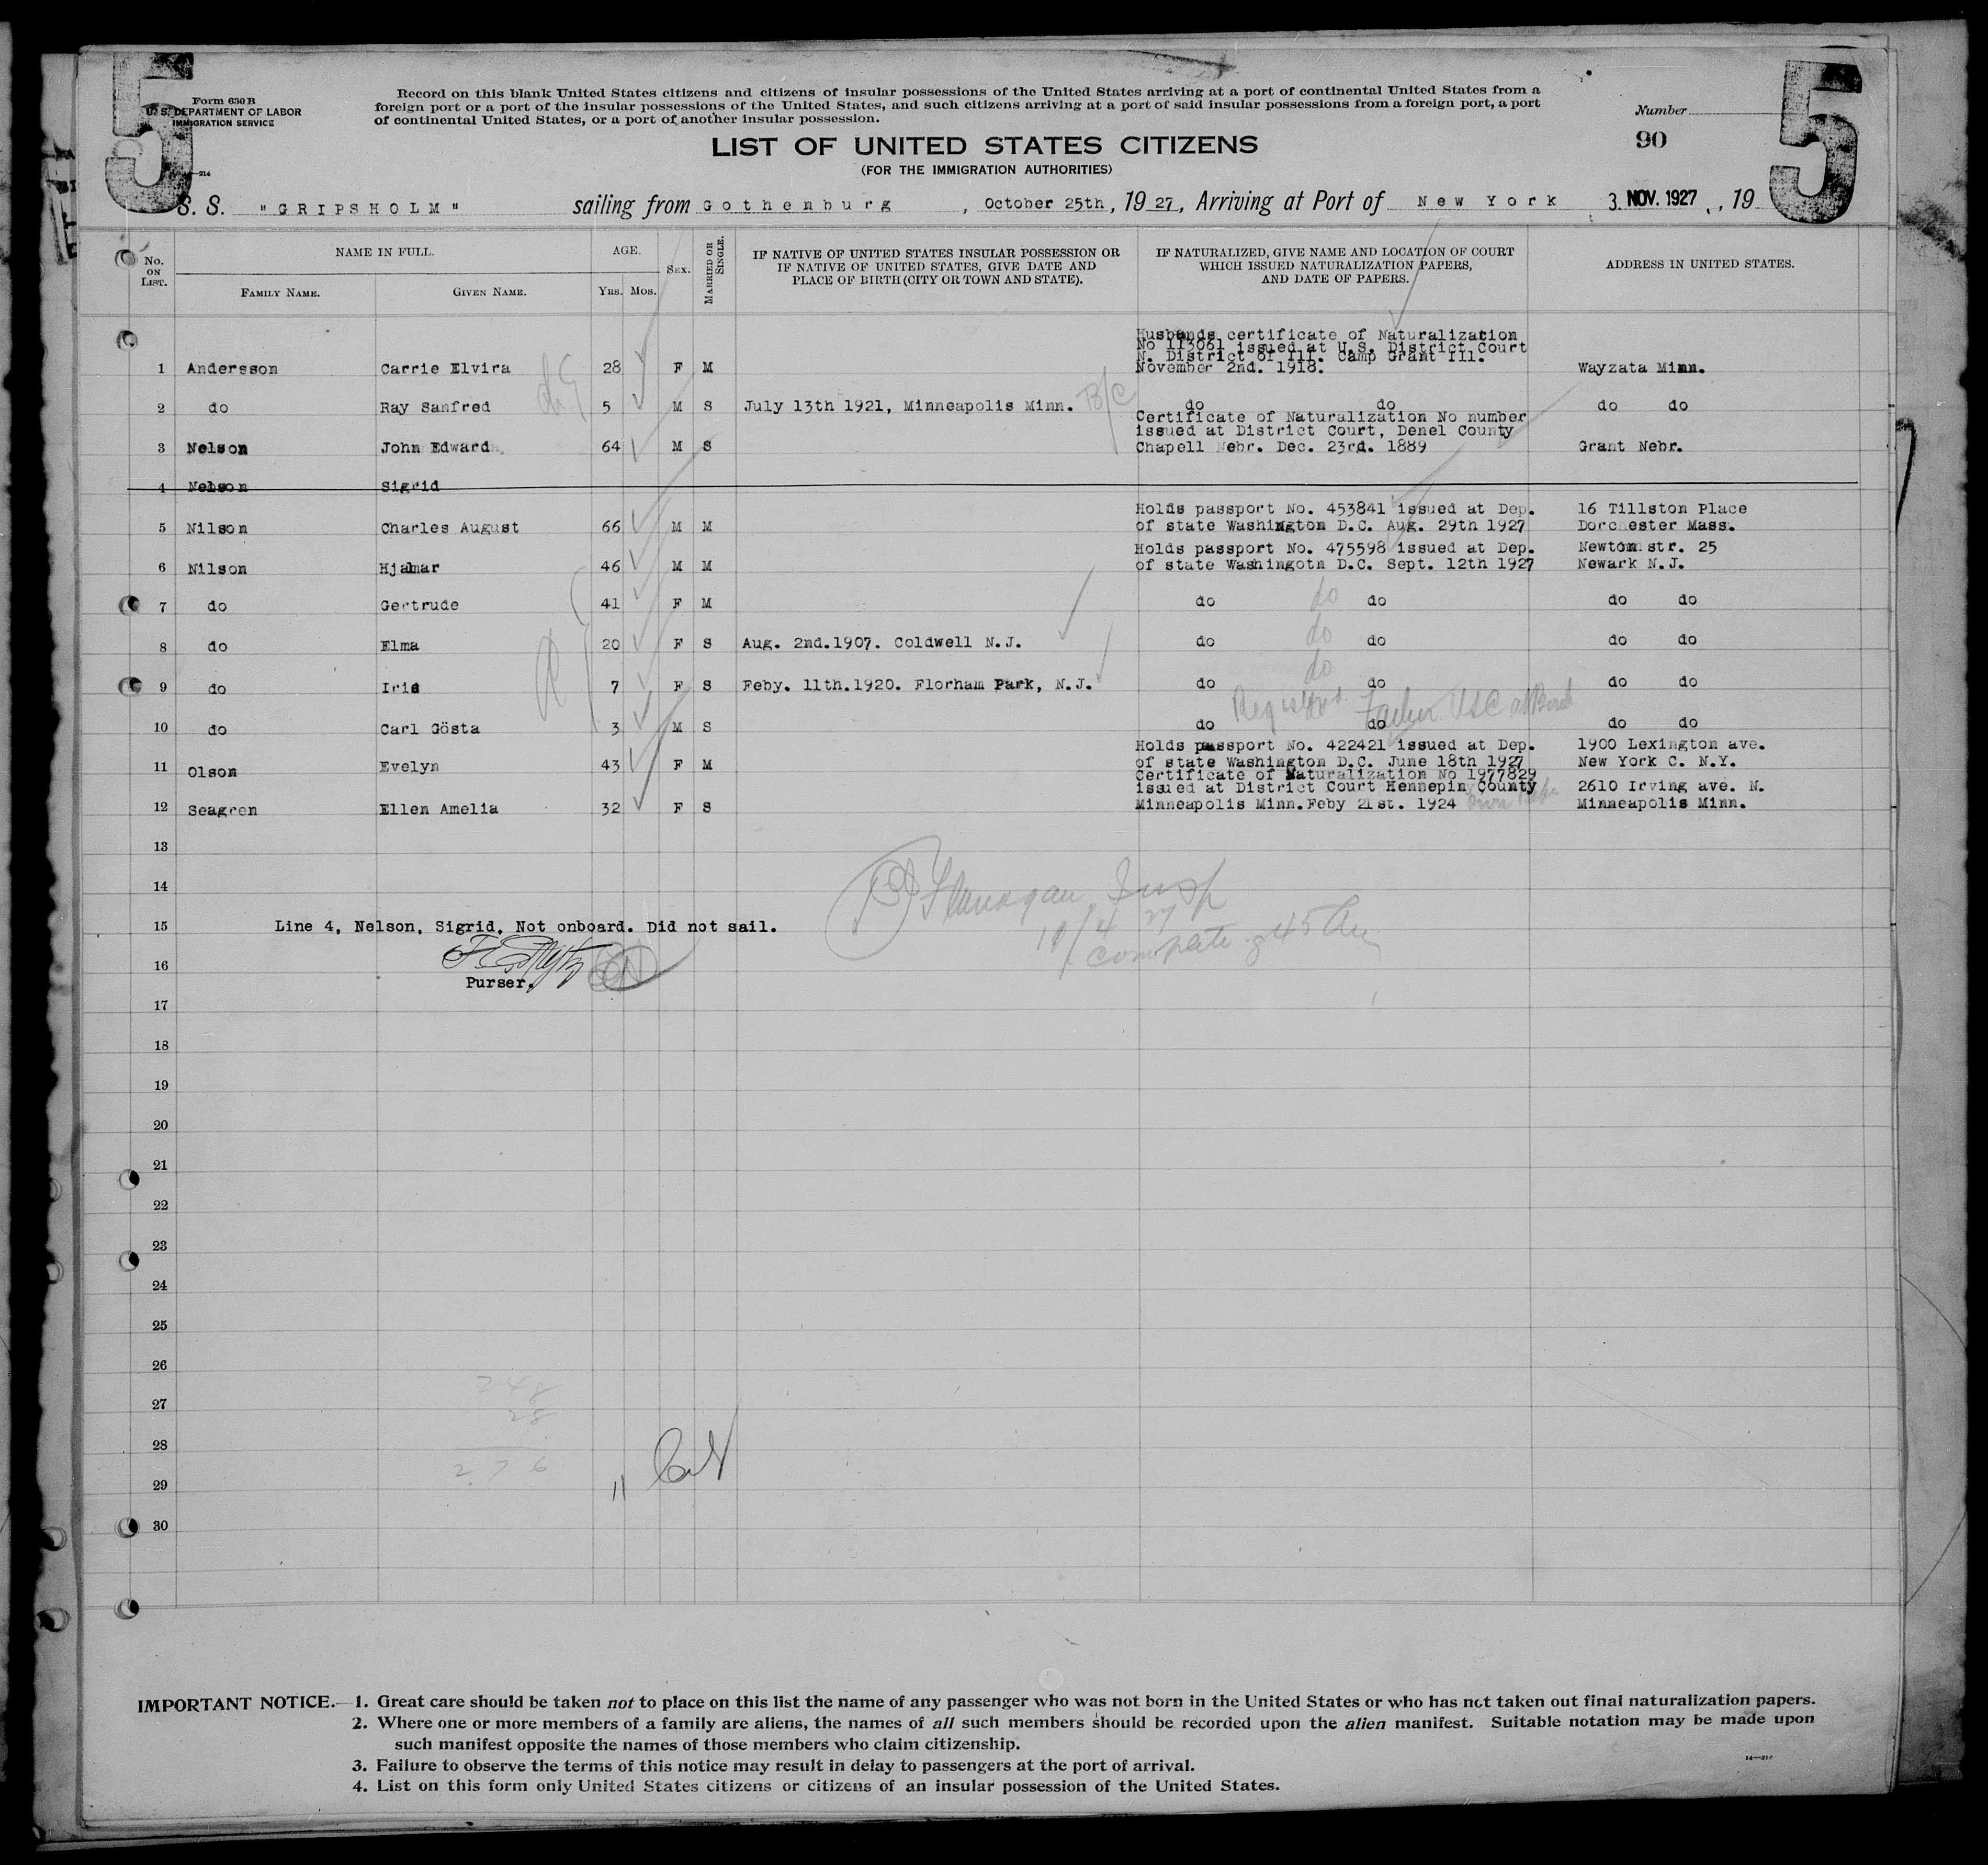 5
5
Form 630 B
U. S. DEPARTMENT OF LABOR
IMMIGRATION SERVICE
Record on this blank United States citizens and citizens of insular possessions of the United States arriving at a port of continental United States from a
foreign port or a port of the insular possessions of the United States, and such citizens arriving at a port of said insular possessions from a foreign port, a port
of continental United States, or a port of another insular possession.
Number
90
LIST OF UNITED STATES CITIZENS
(FOR THE IMMIGRATION AUTHORITIES)
S. S. "GRIPSHOLM" sailing from Gothenburg, October 25th, 1927, Arriving at Port of New York 3. NOV. 1927, 19
No. ON LIST. NAME IN FULL. AGE. SEX. MARRIED OR SINGLE. IF NATIVE OF UNITED STATES INSULAR POSSESSION OR IF NATIVE OF UNITED STATES, GIVE DATE AND PLACE OF BIRTH (CITY OR TOWN AND STATE). IF NATURALIZED, GIVE NAME AND LOCATION OF COURT WHICH ISSUED NATURALIZATION PAPERS, AND DATE OF PAPERS. ADDRESS IN UNITED STATES.
FAMILY NAME. GIVEN NAME. YRS. MOS.
Husbands certificate of Naturalization
No 113061 issued at U.S. District Court
N. District of Ill. Camp Grant Ill.
1 Andersson Carrie Elvira 28 F M November 2nd. 1918. Wayzata Minn.
2 do Ray Sanfred 5 M S July 13th 1921, Minneapolis Minn. B/C do do do do
Certificate of Naturalization No number
issued at District Court, Denel County
3 Nelson John Edward 64 M S Chapell Nebr. Dec. 23rd. 1889 Grant Nebr.
4 Nelson Sigrid
Holds passport No. 453841 issued at Dep. 16 Tillston Place
5 Nilson Charles August 66 M M of state Washington D.C. Aug. 29th 1927 Dorchester Mass.
Holds passport No. 475598 issued at Dep. Newton str. 25
6 Nilson Hjalmar 46 M M of state Washingotn D.C. Sept. 12th 1927 Newark N.J.
7 do Gertrude 41 F M do do do do do
8 do Elma 20 F S Aug. 2nd.1907. Coldwell N.J. do do do do do
9 do Iris 7 F S Feby. 11th.1920. Florham Park, N.J. do do do do do
10 do Carl Gösta 3 M S do do do do
Holds passport No. 422421 issued at Dep. 1900 Lexington ave.
11 Olson Evelyn 43 F M of state Washington D.C. June 18th 1927 New York C. N.Y.
Certificate of Naturalization No 1977829
issued at District Court Hennepin County 2610 Irving ave. N.
12 Seagren Ellen Amelia 32 F S Minneapolis Minn. Feby 21st. 1924 Minneapolis Minn.
13
14
Flanagan Insp
15 Line 4, Nelson, Sigrid, Not onboard. Did not sail.
16
Purser.
17
18
19
20
21
22
23
24
25
26
248
27
28
28
276
29
11
30
IMPORTANT NOTICE.—1. Great care should be taken not to place on this list the name of any passenger who was not born in the United States or who has not taken out final naturalization papers.
2. Where one or more members of a family are aliens, the names of all such members should be recorded upon the alien manifest. Suitable notation may be made upon
such manifest opposite the names of those members who claim citizenship.
3. Failure to observe the terms of this notice may result in delay to passengers at the port of arrival.
4. List on this form only United States citizens or citizens of an insular possession of the United States.